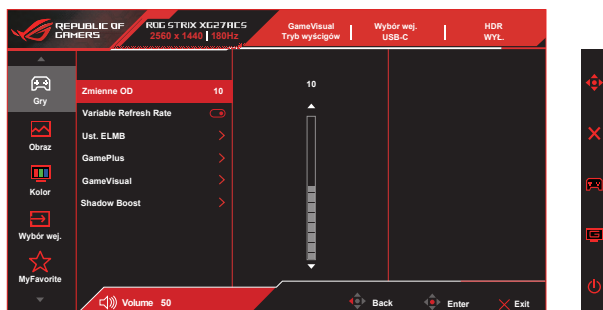 REPUBLIC OF GAMERS
ROG STRIX XG27ACS
2560 x 1440 180Hz
GameVisual
Tryb wyścigów
Wybór wej.
USB-C
HDR
WYŁ.
Gry
Obraz
Kolor
Wybór wej.
MyFavorite
Zmienne OD 10
Variable Refresh Rate
Ust. ELMB
GamePlus
GameVisual
Shadow Boost
10
Volume 50
Back
Enter
Exit